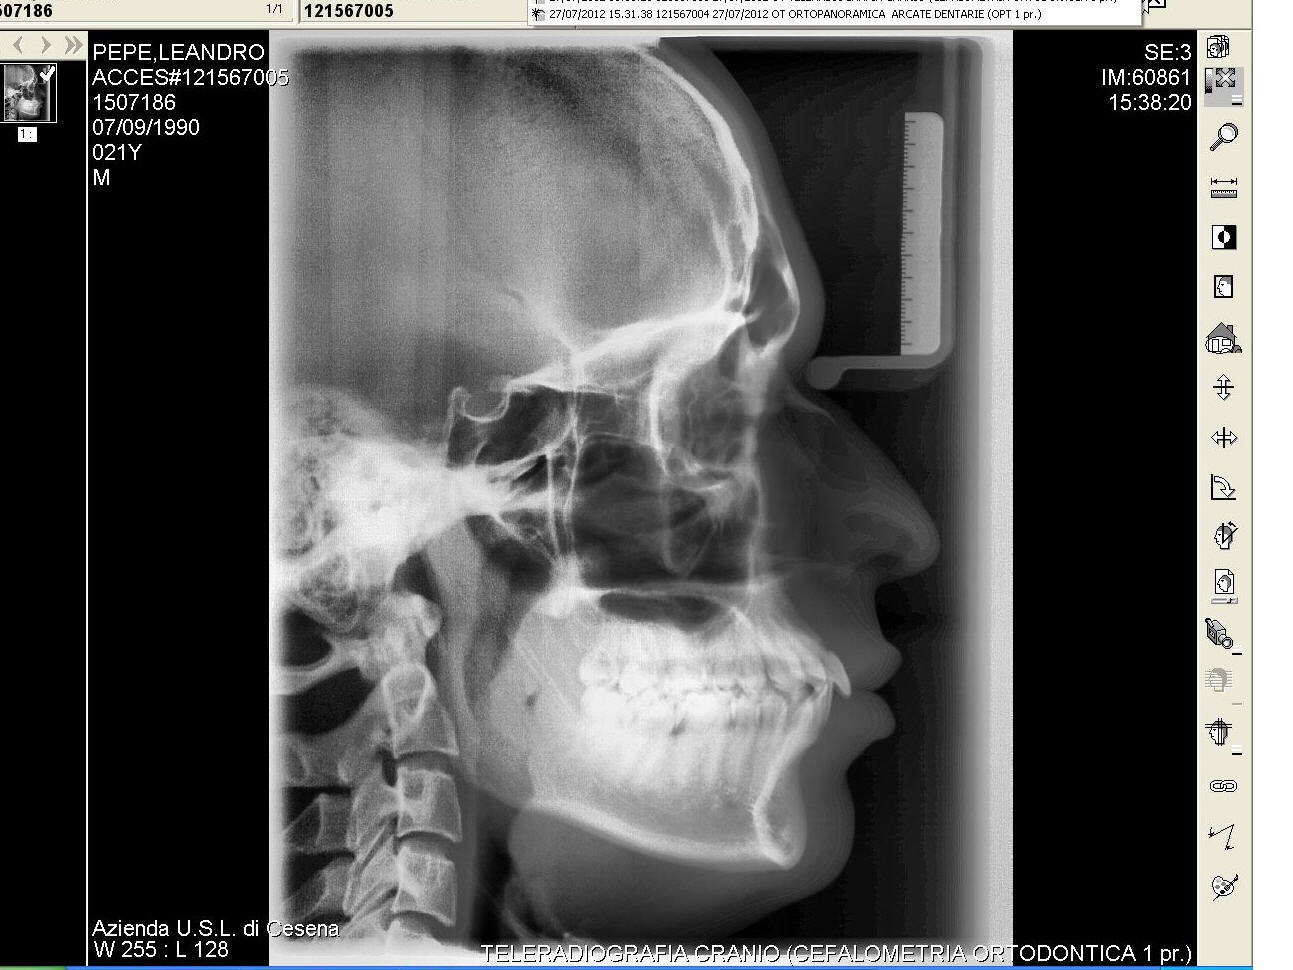 507186
1/1
121567005
27/07/2012 15.31.38 121567004 27/07/2012 OT ORTOPANORAMICA ARCATE DENTARIE (OPT 1 pr.)
PEPE,LEANDRO
ACCES#121567005
1507186
07/09/1990
021Y
M
SE:3
IM:60861
15:38:20
1:
Azienda U.S.L. di Cesena
W 255 : L 128
TELERADIOGRAFIA CRANIO (CEFALOMETRIA ORTODONTICA 1 pr.)